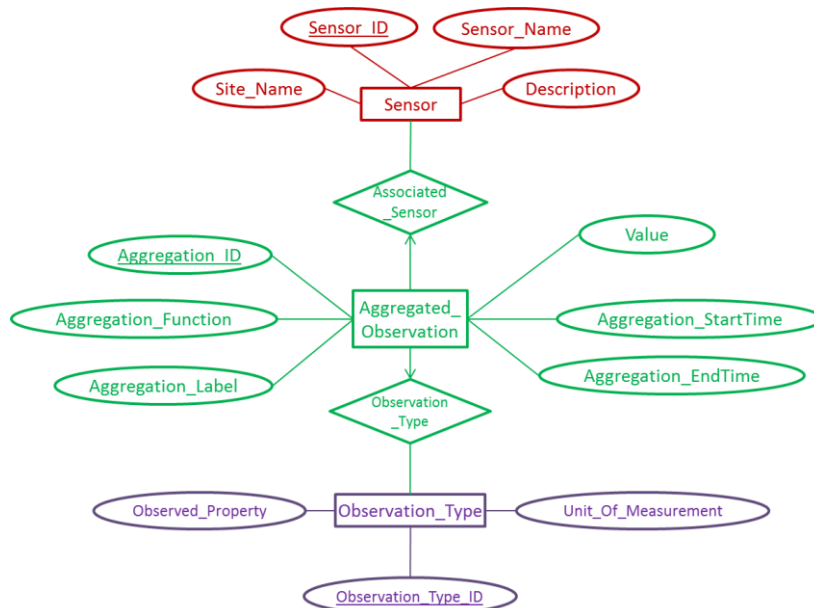 Sensor_ID
Sensor_Name
Site_Name
Sensor
Description
Associated
_Sensor
Aggregation_ID
Value
Aggregation_Function
Aggregated_
Observation
Aggregation_StartTime
Aggregation_Label
Aggregation_EndTime
Observation
_Type
Observed_Property
Observation_Type
Unit_Of_Measurement
Observation_Type_ID